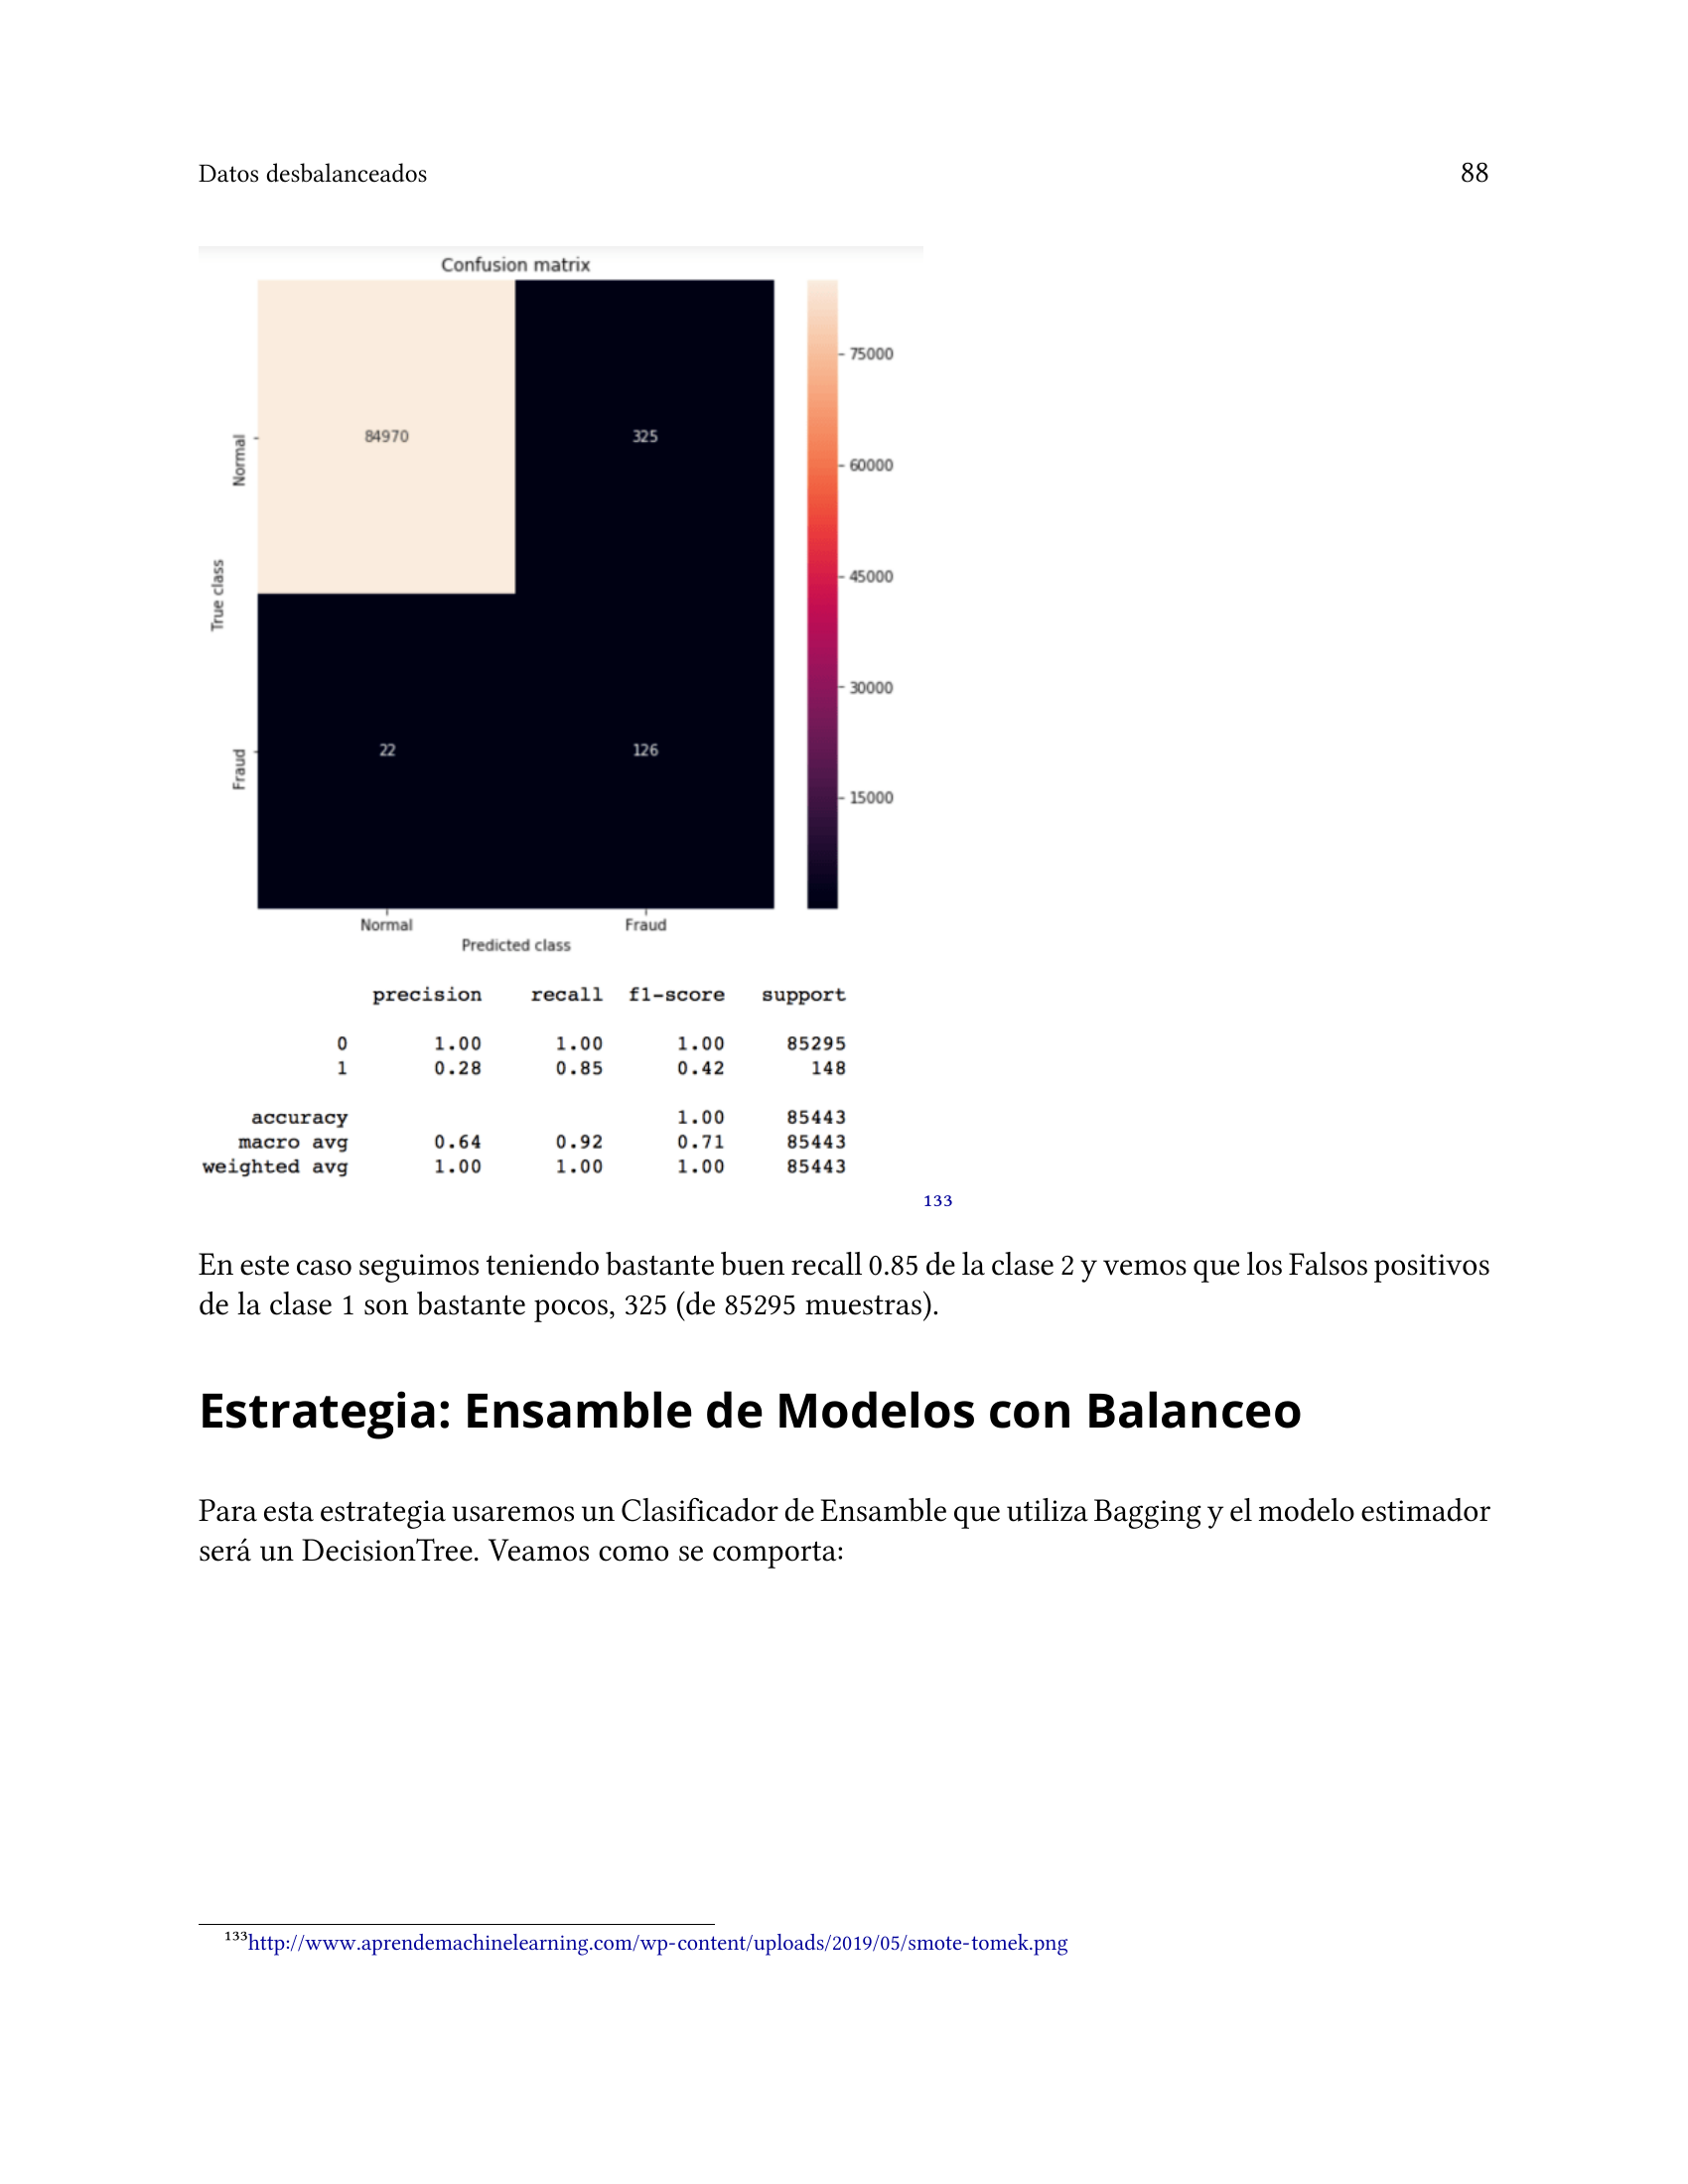 Datos desbalanceados 88
Confusion matrix
84970 325
22 126
Normal
Fraud
True class
Normal Fraud
Predicted class
75000
60000
45000
30000
15000
precision recall f1-score support
0 1.00 1.00 1.00 85295
1 0.28 0.85 0.42 148
accuracy 1.00 85443
macro avg 0.64 0.92 0.71 85443
weighted avg 1.00 1.00 1.00 85443
133
En este caso seguimos teniendo bastante buen recall 0.85 de la clase 2 y vemos que los Falsos positivos
de la clase 1 son bastante pocos, 325 (de 85295 muestras).
Estrategia: Ensamble de Modelos con Balanceo
Para esta estrategia usaremos un Clasificador de Ensamble que utiliza Bagging y el modelo estimador
será un DecisionTree. Veamos como se comporta:
133http://www.aprendemachinelearning.com/wp-content/uploads/2019/05/smote-tomek.png